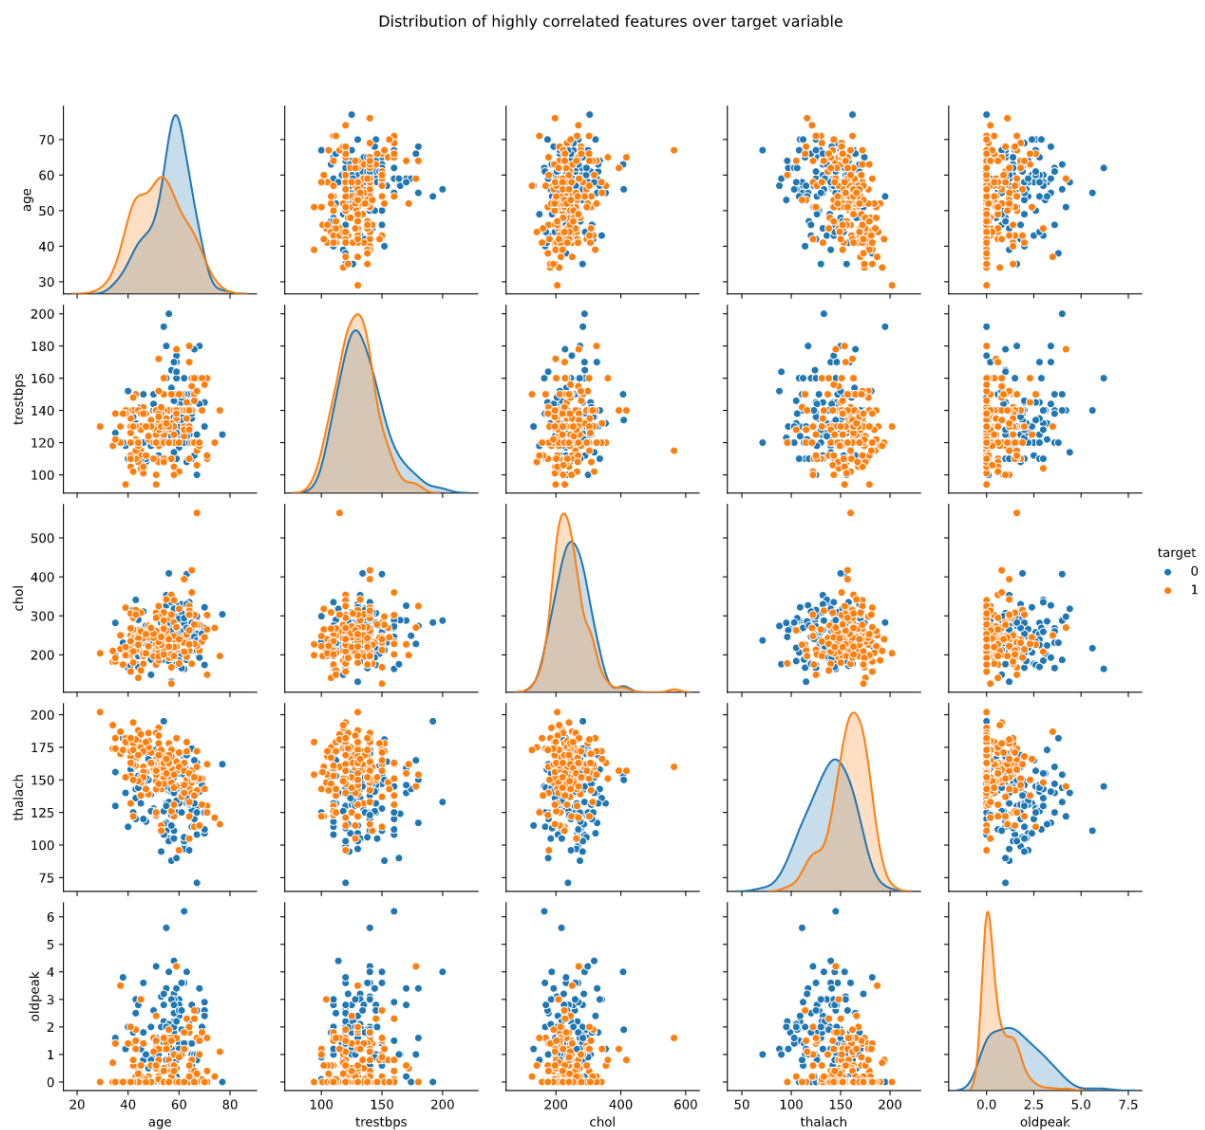 Distribution of highly correlated features over target variable
age
70
60
50
40
30
trestbps
200
180
160
140
120
100
chol
500
400
300
200
target
0
1
thalach
200
175
150
125
100
75
oldpeak
6
5
4
3
2
1
0
20 40 60 80
100 150 200
200 400 600
50 100 150 200
0.0 2.5 5.0 7.5
age trestbps chol thalach oldpeak